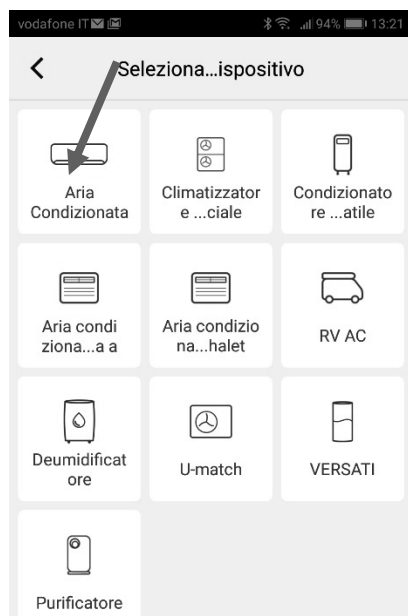 vodafone IT 94% 13:21
Seleziona...ispositivo
Aria
Condizionata
Climatizzator
e ...ciale
Condizionato
re ...atile
Aria condi
ziona...a a
Aria condizio
na...halet
RV AC
Deumidificat
ore
U-match
VERSATI
Purificatore